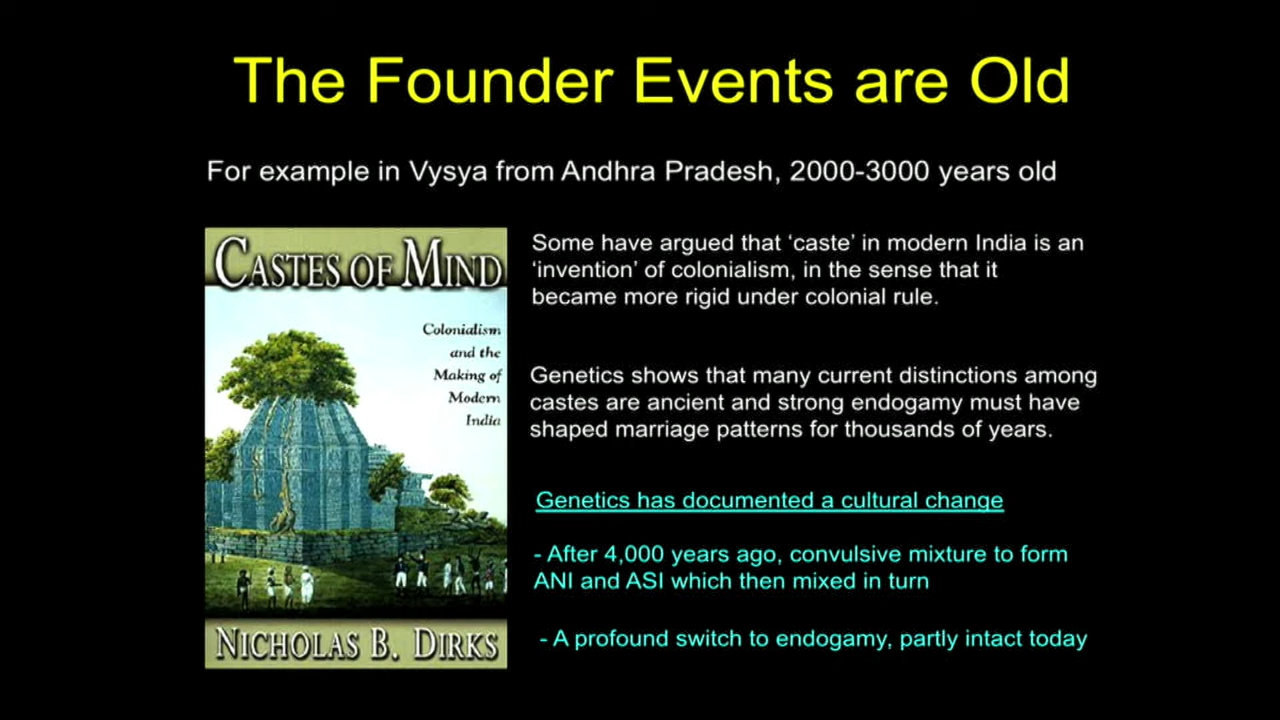 The Founder Events are Old
For example in Vysya from Andhra Pradesh, 2000-3000 years old
CASTES OF MIND
Colonialism
and the
Making of
Modern
India
NICHOLAS B. DIRKS
Some have argued that ‘caste’ in modern India is an
‘invention’ of colonialism, in the sense that it
became more rigid under colonial rule.
Genetics shows that many current distinctions among
castes are ancient and strong endogamy must have
shaped marriage patterns for thousands of years.
Genetics has documented a cultural change
- After 4,000 years ago, convulsive mixture to form
ANI and ASI which then mixed in turn
- A profound switch to endogamy, partly intact today